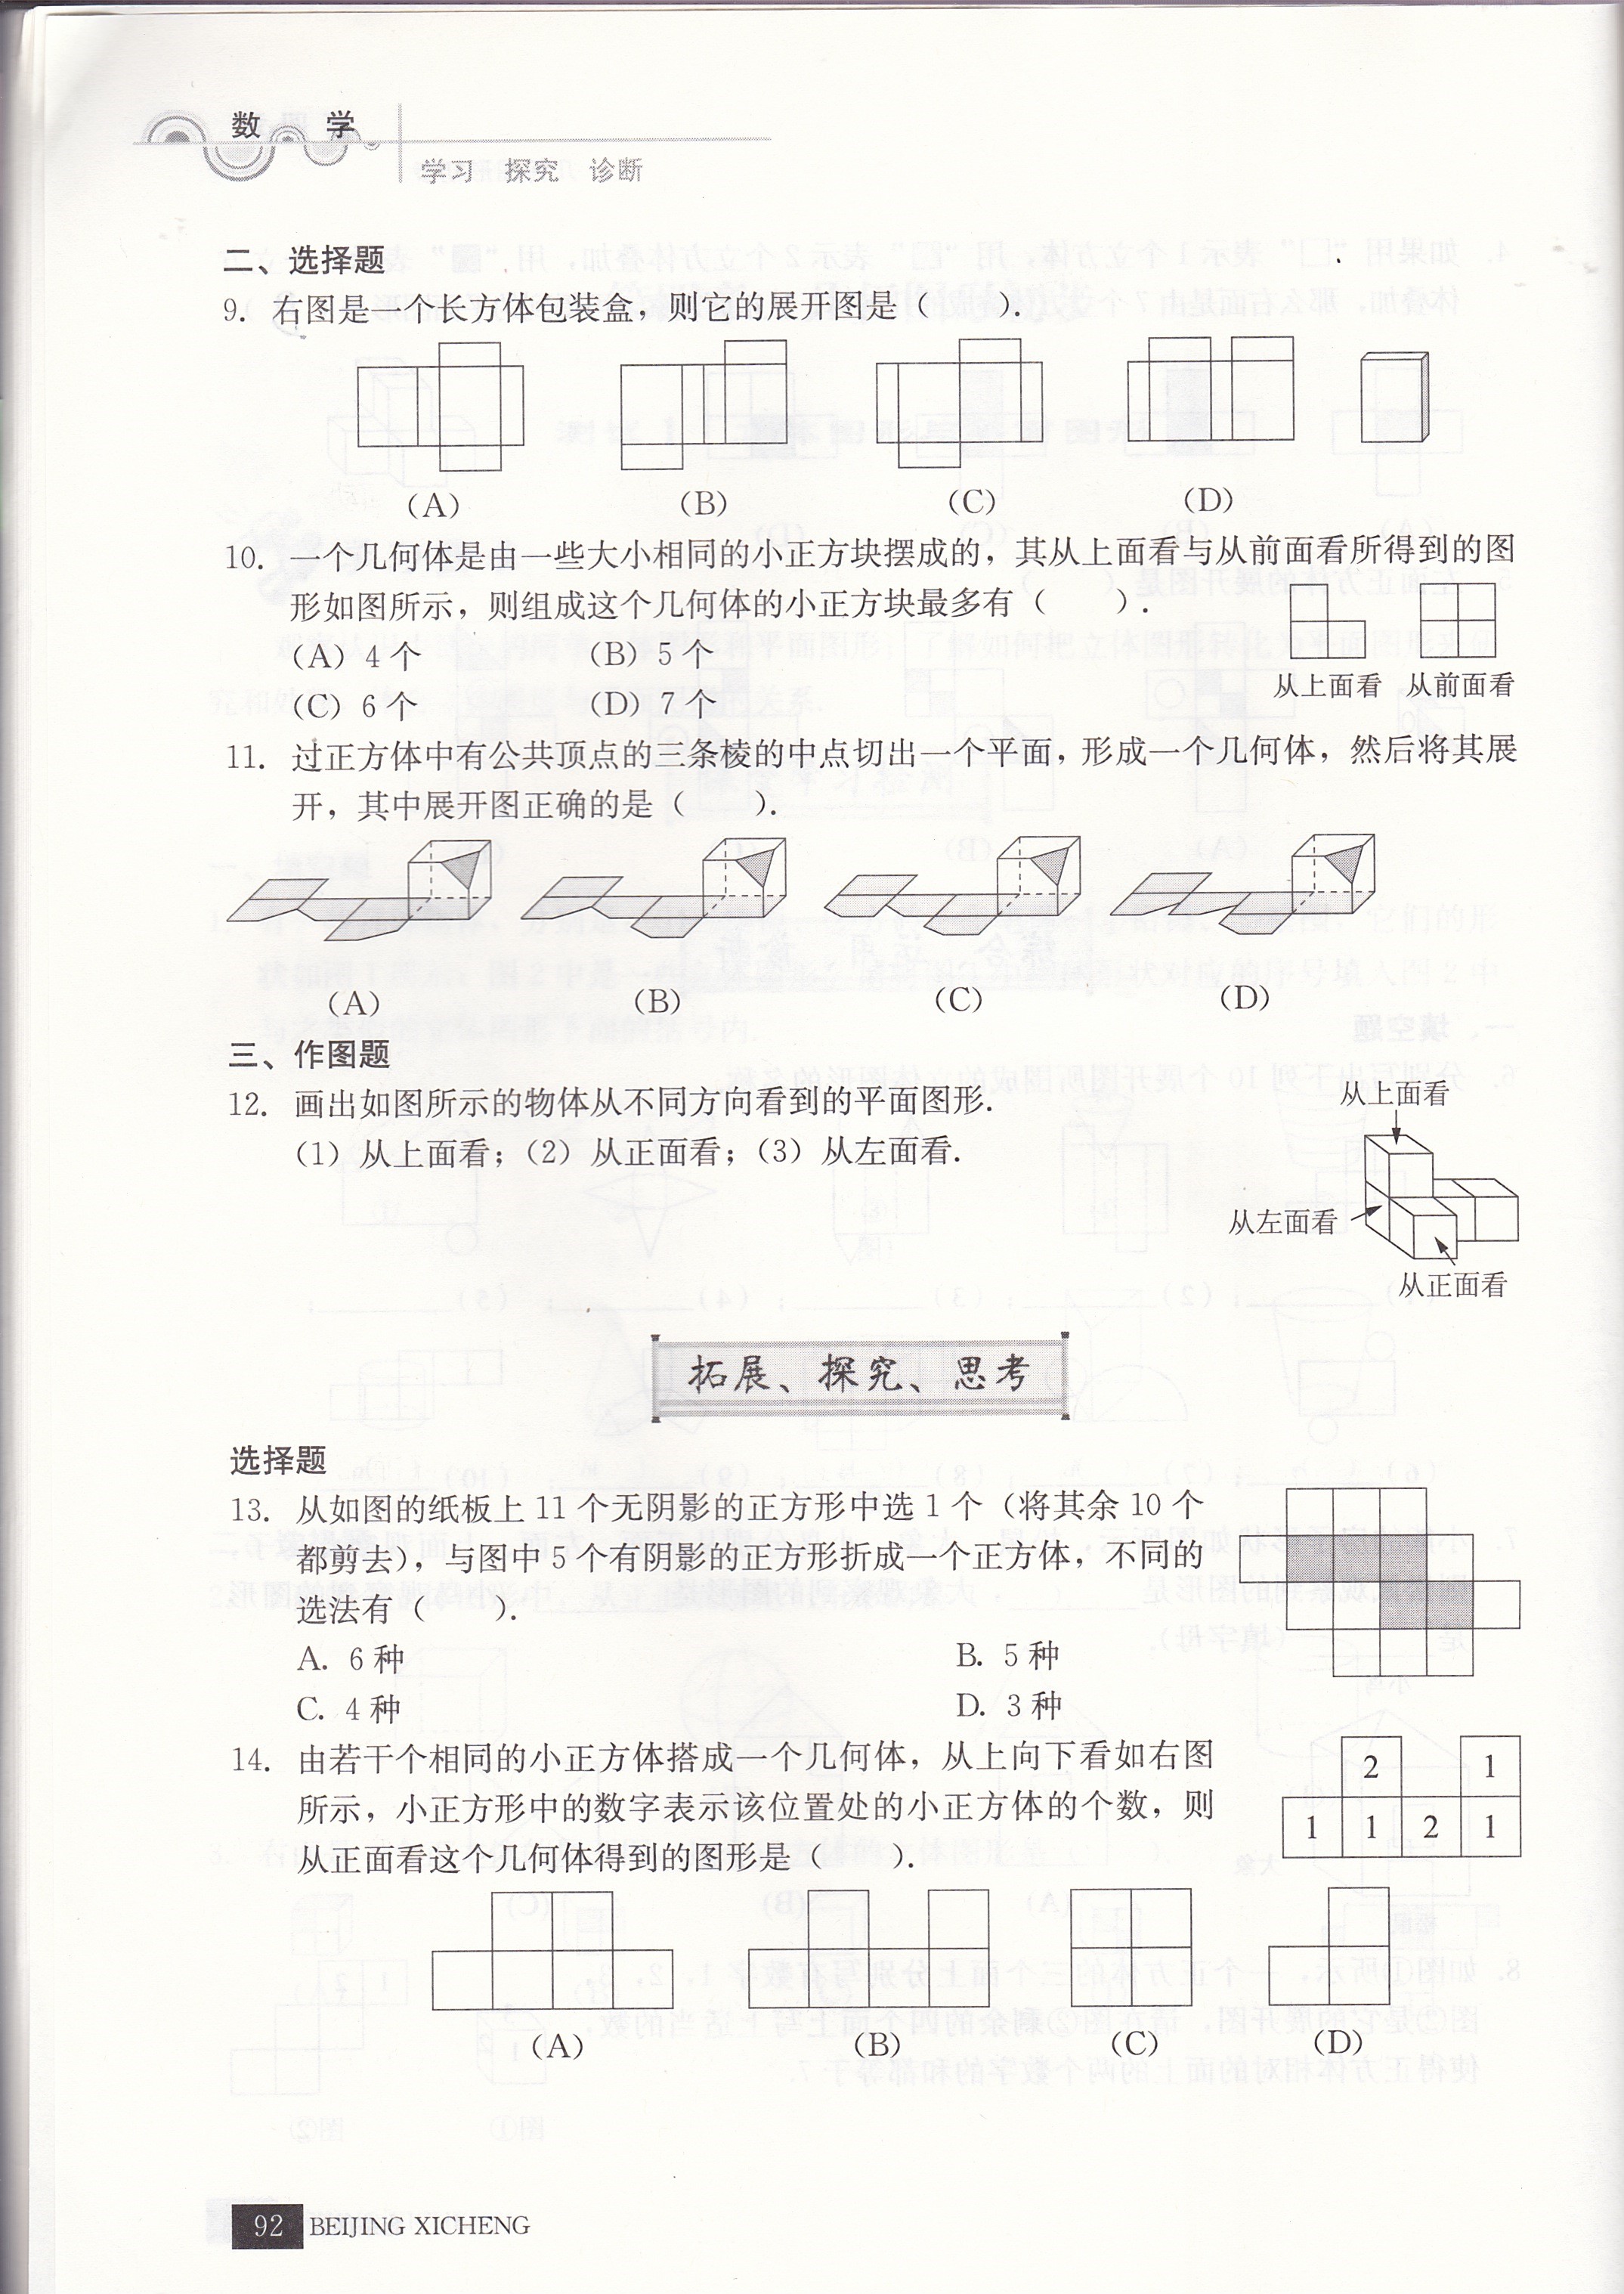 数 学
学习 探究 诊断
二、选择题
9. 右图是一个长方体包装盒，则它的展开图是（　　）.
(A) (B) (C) (D)
10. 一个几何体是由一些大小相同的小正方块摆成的，其从上面看与从前面看所得到的图
形如图所示，则组成这个几何体的小正方块最多有（　　）.
(A) 4个 (B) 5个
从上面看 从前面看
(C) 6个 (D) 7个
11. 过正方体中有公共顶点的三条棱的中点切出一个平面，形成一个几何体，然后将其展
开，其中展开图正确的是（　　）.
(A) (B) (C) (D)
三、作图题
12. 画出如图所示的物体从不同方向看到的平面图形.
(1) 从上面看；(2) 从正面看；(3) 从左面看.
从上面看
从左面看
从正面看
拓展、探究、思考
选择题
13. 从如图的纸板上11个无阴影的正方形中选1个（将其余10个
都剪去），与图中5个有阴影的正方形折成一个正方体，不同的
选法有（　　）.
A. 6种 B. 5种
C. 4种 D. 3种
14. 由若干个相同的小正方体搭成一个几何体，从上向下看如右图
所示，小正方形中的数字表示该位置处的小正方体的个数，则
从正面看这个几何体得到的图形是（　　）.
2 1
1 1 2 1
(A) (B) (C) (D)
92 BEIJING XICHENG